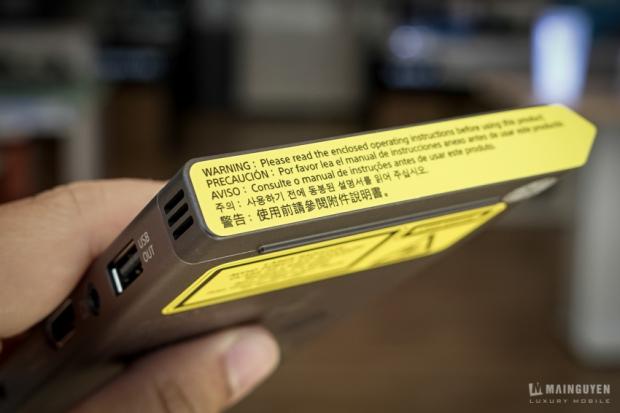 WARNING : Please read the enclosed operating instructions before using this product.
PRECAUCIÓN : Por favor lea el manual de instrucciones anexo antes de usar este producto.
AVISO : Consulte o manual de instruções antes de usar este produto.
주의 : 사용하기 전에 동봉된 설명서를 읽어 주십시오.
警告 : 使用前請參閱附件說明書。
USB
OUT
MAINGUYEN
LUXURY MOBILE